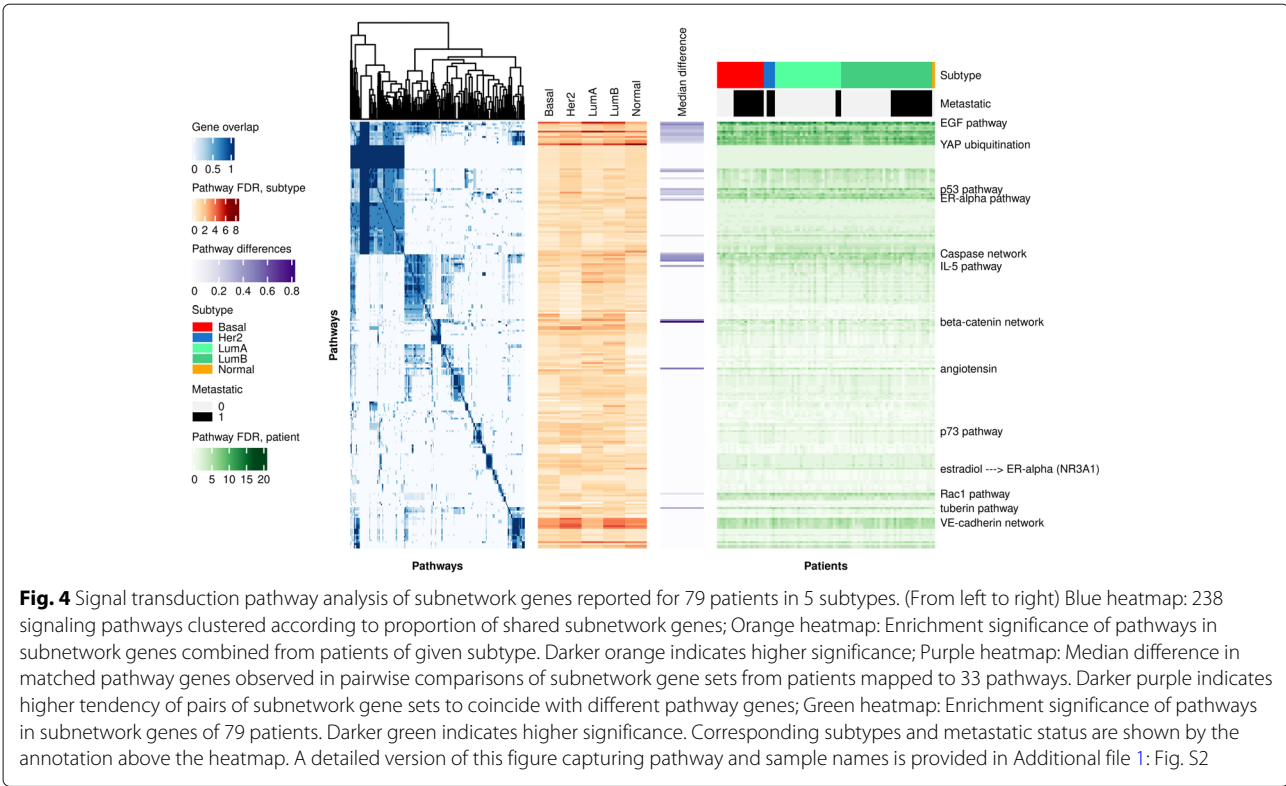 Gene overlap
0 0.5 1
Pathway FDR, subtype
0 2 4 6 8
Pathway differences
0 0.2 0.4 0.6 0.8
Subtype
Basal
Her2
LumA
LumB
Normal
Metastatic
0
1
Pathway FDR, patient
0 5 10 15 20
Pathways
Pathways
Basal
Her2
LumA
LumB
Normal
Median difference
Subtype
Metastatic
EGF pathway
YAP ubiquitination
p53 pathway
ER-alpha pathway
Caspase network
IL-5 pathway
beta-catenin network
angiotensin
p73 pathway
estradiol ---> ER-alpha (NR3A1)
Rac1 pathway
tuberin pathway
VE-cadherin network
Patients
Fig. 4 Signal transduction pathway analysis of subnetwork genes reported for 79 patients in 5 subtypes. (From left to right) Blue heatmap: 238
signaling pathways clustered according to proportion of shared subnetwork genes; Orange heatmap: Enrichment significance of pathways in
subnetwork genes combined from patients of given subtype. Darker orange indicates higher significance; Purple heatmap: Median difference in
matched pathway genes observed in pairwise comparisons of subnetwork gene sets from patients mapped to 33 pathways. Darker purple indicates
higher tendency of pairs of subnetwork gene sets to coincide with different pathway genes; Green heatmap: Enrichment significance of pathways
in subnetwork genes of 79 patients. Darker green indicates higher significance. Corresponding subtypes and metastatic status are shown by the
annotation above the heatmap. A detailed version of this figure capturing pathway and sample names is provided in Additional file 1: Fig. S2